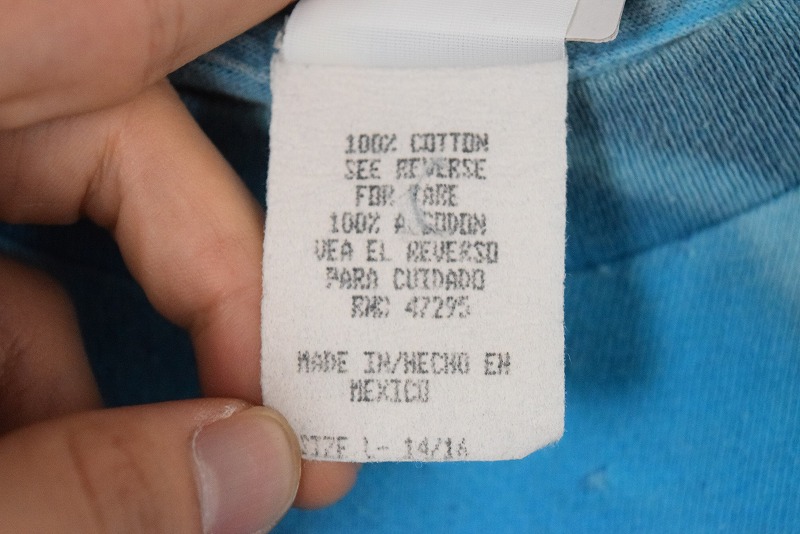 100% COTTON
SEE REVERSE
FOR CARE
100% ALGODON
VEA EL REVERSO
PARA CUIDADO
RN# 47295
MADE IN/HECHO EN
MEXICO
SIZE L- 14/16